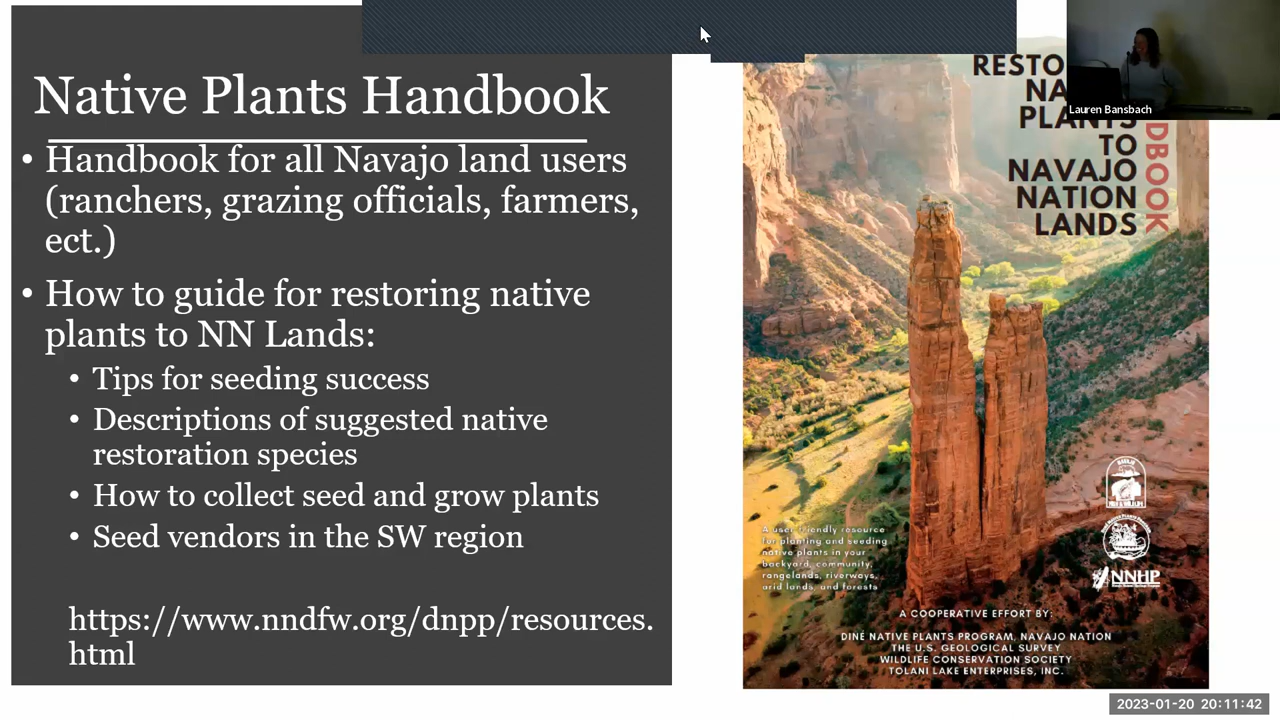 Native Plants Handbook
• Handbook for all Navajo land users
(ranchers, grazing officials, farmers,
ect.)
• How to guide for restoring native
plants to NN Lands:
• Tips for seeding success
• Descriptions of suggested native
restoration species
• How to collect seed and grow plants
• Seed vendors in the SW region
https://www.nndfw.org/dnpp/resources.
html
RESTO
NA
PLANTS
TO
NAVAJO
NATION
LANDS
DBOOK
Lauren Bansbach
A user-friendly resource
for planting and seeding
native plants in your
backyard, community,
rangelands, riverways,
arid lands, and forests
NNHP
A COOPERATIVE EFFORT BY:
DINÉ NATIVE PLANTS PROGRAM, NAVAJO NATION
THE U.S. GEOLOGICAL SURVEY
WILDLIFE CONSERVATION SOCIETY
TOLANI LAKE ENTERPRISES, INC.
2023-01-20 20:11:42